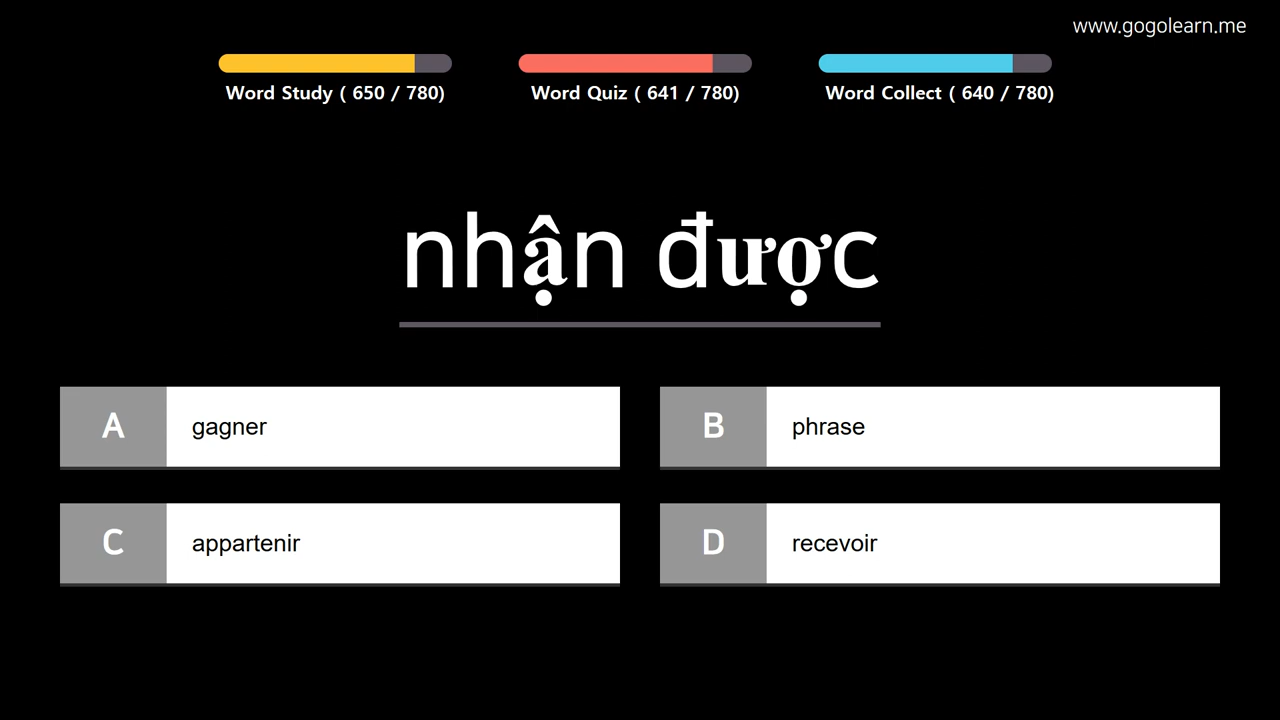 www.gogolearn.me
Word Study ( 650 / 780)
Word Quiz ( 641 / 780)
Word Collect ( 640 / 780)
nhận được
A gagner
B phrase
C appartenir
D recevoir